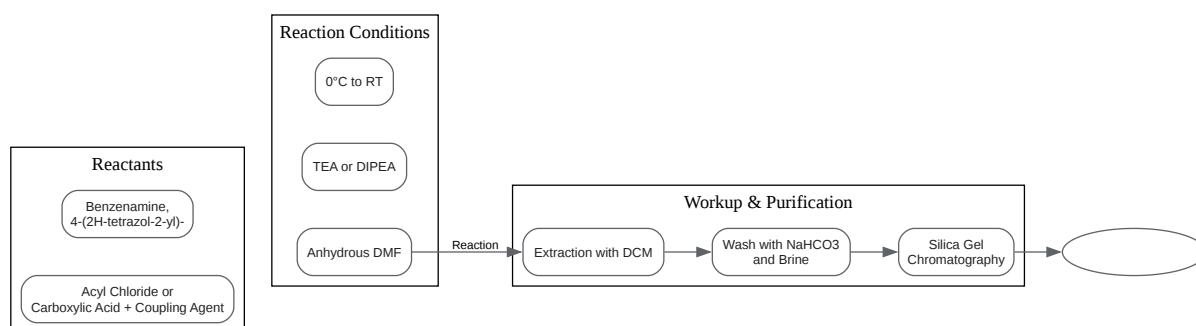 Reactants
Benzenamine,
4-(2H-tetrazol-2-yl)-
Acyl Chloride or
Carboxylic Acid + Coupling Agent
Reaction Conditions
0°C to RT
TEA or DIPEA
Anhydrous DMF
Reaction
Workup & Purification
Extraction with DCM
Wash with NaHCO3
and Brine
Silica Gel
Chromatography